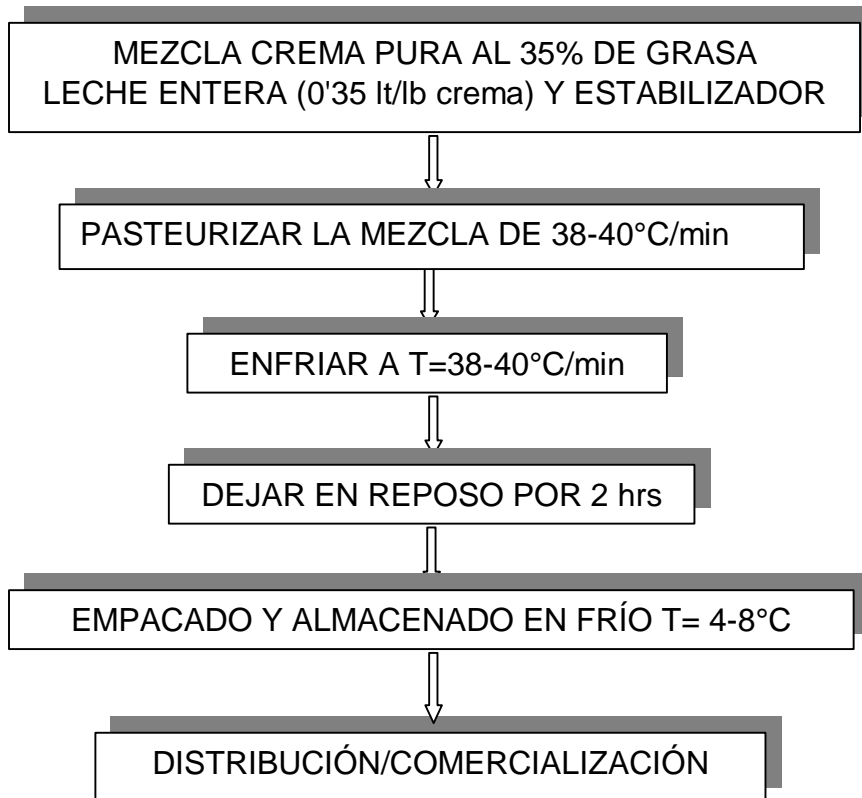 MEZCLA CREMA PURA AL 35% DE GRASA
LECHE ENTERA (0'35 lt/lb crema) Y ESTABILIZADOR
PASTEURIZAR LA MEZCLA DE 38-40°C/min
ENFRIAR A T=38-40°C/min
DEJAR EN REPOSO POR 2 hrs
EMPACADO Y ALMACENADO EN FRÍO T= 4-8°C
DISTRIBUCIÓN/COMERCIALIZACIÓN